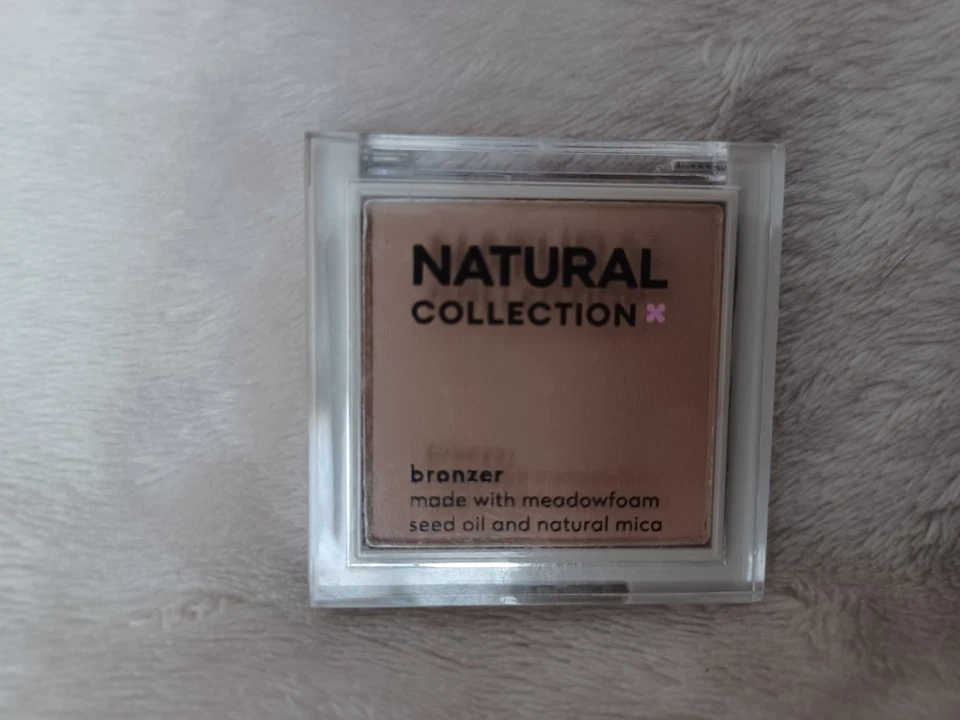 NATURAL
COLLECTION
bronzer
made with meadowfoam
seed oil and natural mica